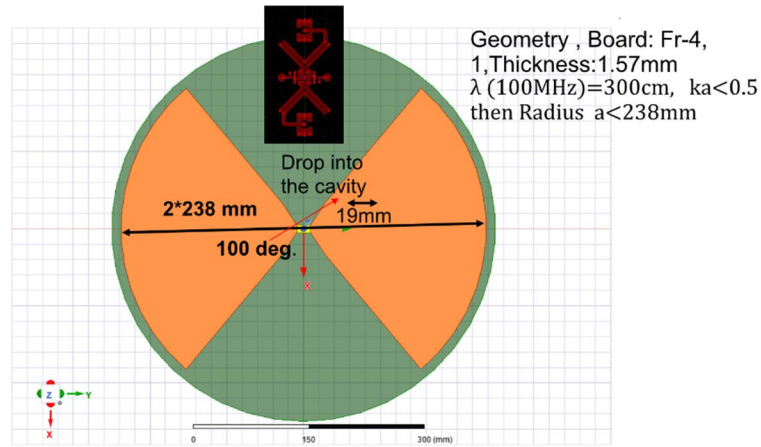 Geometry , Board: Fr-4,
1,Thickness:1.57mm
λ (100MHz)=300cm, ka<0.5
then Radius a<238mm
Drop into
the cavity
2*238 mm
19mm
100 deg.
X
Z
Y
X
0 150 300 (mm)